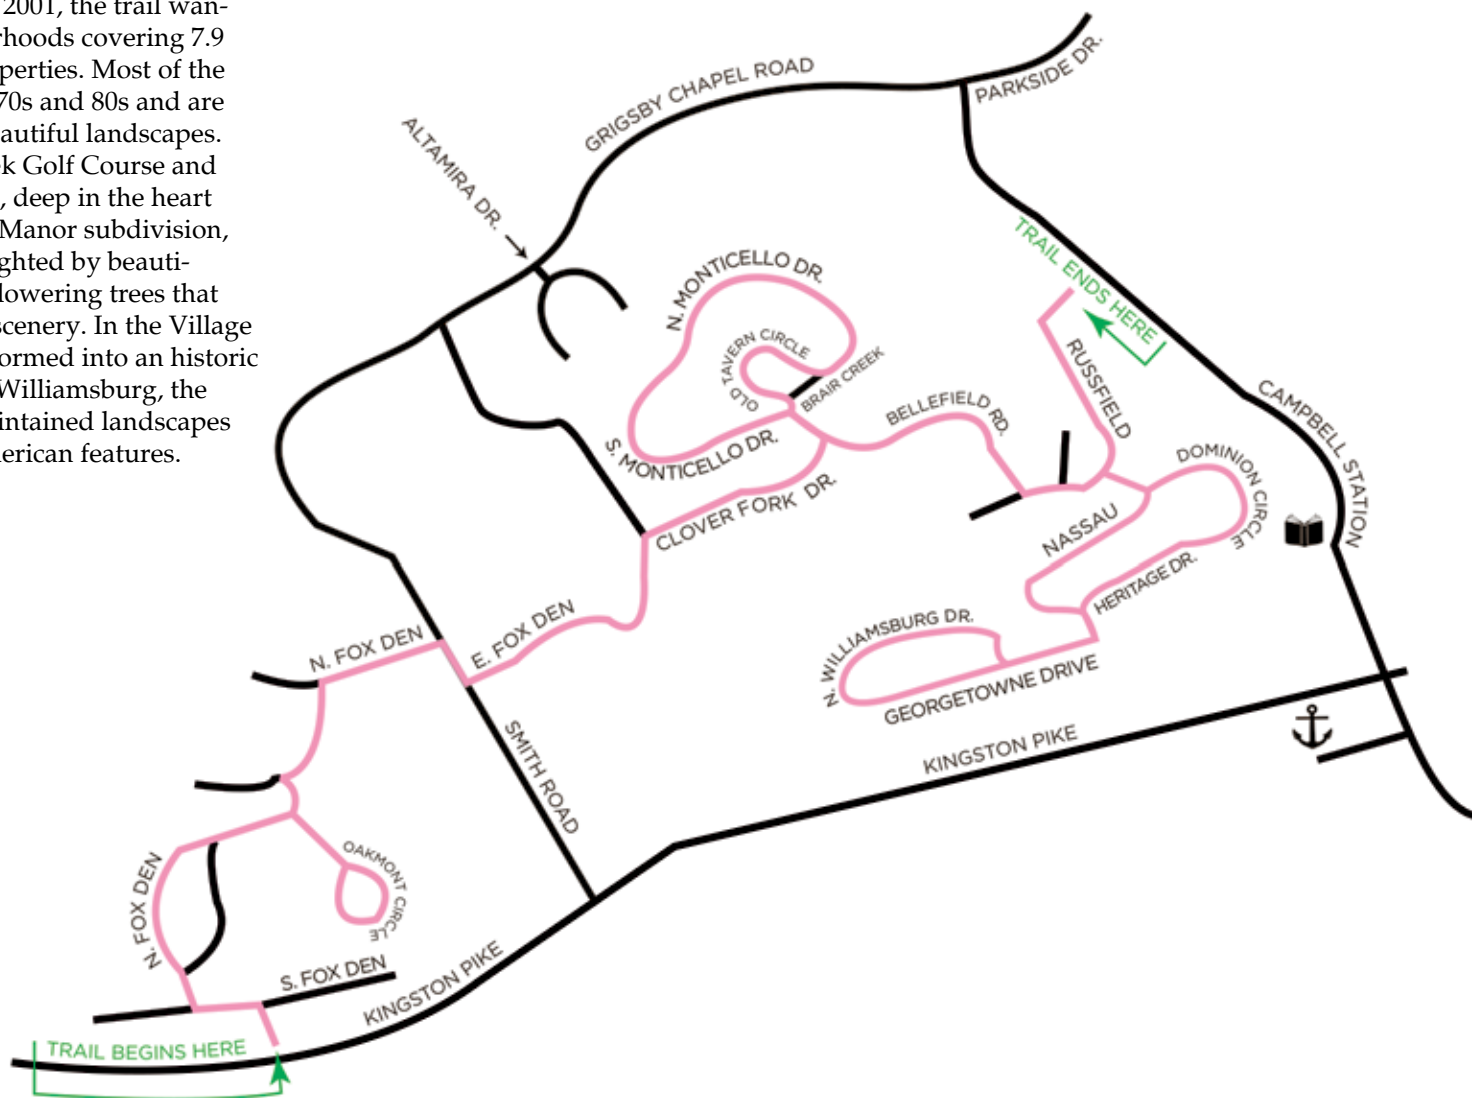 2001, the trail wan-
rhoods covering 7.9
perties. Most of the
70s and 80s and are
autiful landscapes.
k Golf Course and
, deep in the heart
Manor subdivision,
ghted by beauti-
lowering trees that
scenery. In the Village
ormed into an historic
Williamsburg, the
intained landscapes
erican features.
GRIGSBY CHAPEL ROAD
PARKSIDE DR.
ALTAMIRA DR.
TRAIL ENDS HERE
N. MONTICELLO DR.
OLD TAVERN CIRCLE
BRAIR CREEK
RUSSFIELD
CAMPBELL STATION
BELLEFIELD RD.
S. MONTICELLO DR.
DOMINION CIRCLE
CLOVER FORK DR.
NASSAU
HERITAGE DR.
E. FOX DEN
N. FOX DEN
N. WILLIAMSBURG DR.
GEORGETOWNE DRIVE
SMITH ROAD
KINGSTON PIKE
OAKMONT CIRCLE
N. FOX DEN
S. FOX DEN
KINGSTON PIKE
TRAIL BEGINS HERE